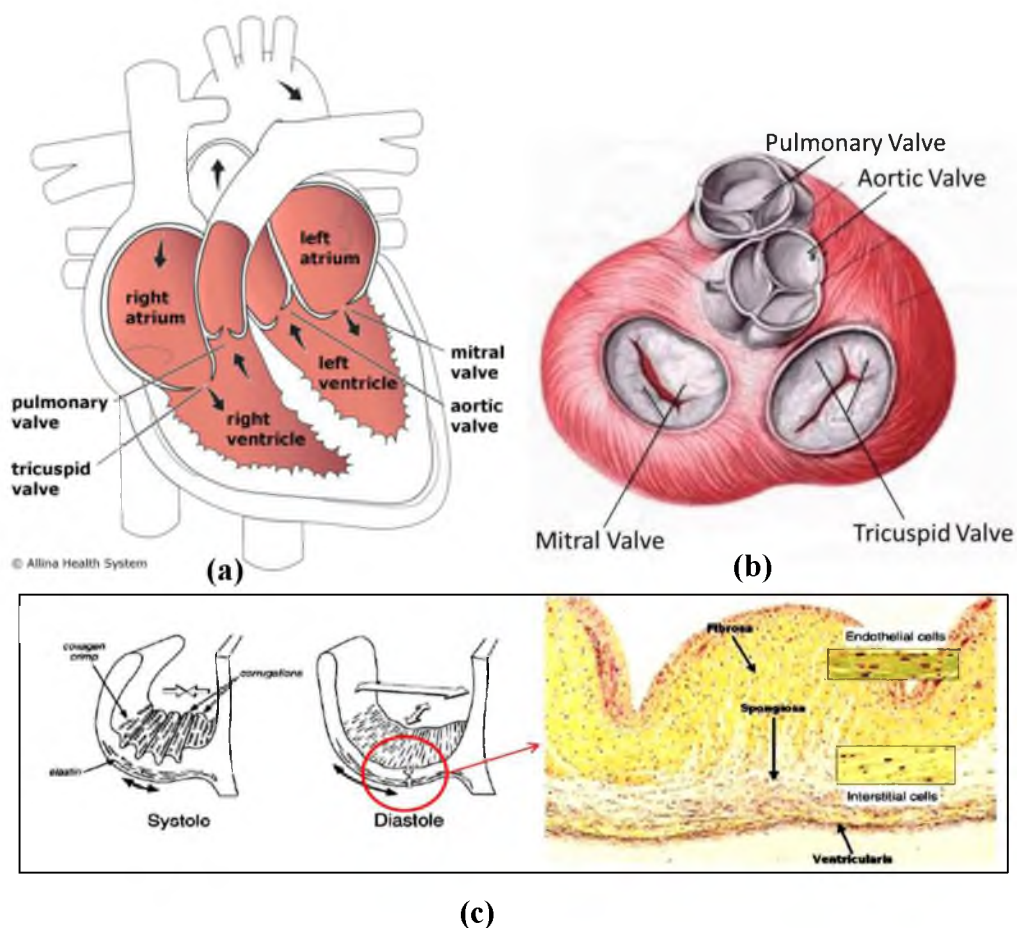 left
atrium
right
atrium
mitral
valve
left
ventricle
aortic
valve
pulmonary
valve
right
ventricle
tricuspid
valve
© Allina Health System
(a)
Pulmonary Valve
Aortic Valve
Mitral Valve
Tricuspid Valve
(b)
collagen
crimp
corrugations
elastin
Systole
Diastole
Fibrosa
Endothelial cells
Spongiosa
Interstitial cells
Ventricularis
(c)